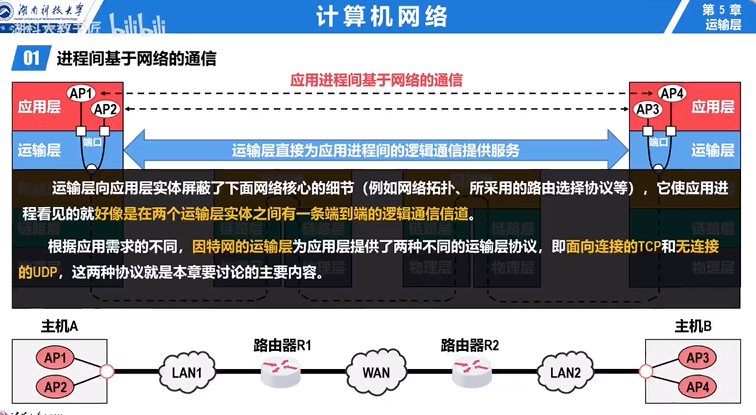 湖南科技大学
计算机网络
第 5 章
运输层
湖科大教书匠 bilibili
01 进程间基于网络的通信
应用进程间基于网络的通信
应用层 AP1 AP2
AP4 AP3 应用层
运输层 端口
运输层直接为应用进程间的逻辑通信提供服务
端口 运输层
运输层向应用层实体屏蔽了下面网络核心的细节（例如网络拓扑、所采用的路由选择协议等），它使应用进
程看见的就好像是在两个运输层实体之间有一条端到端的逻辑通信信道。
链路层 链路层 链路层 链路层
根据应用需求的不同，因特网的运输层为应用层提供了两种不同的运输层协议，即面向连接的TCP和无连接
的UDP，这两种协议就是本章要讨论的主要内容。
物理层 物理层 物理层 物理层
主机A 路由器R1 路由器R2 主机B
AP1 AP3
LAN1 WAN LAN2
AP2 AP4